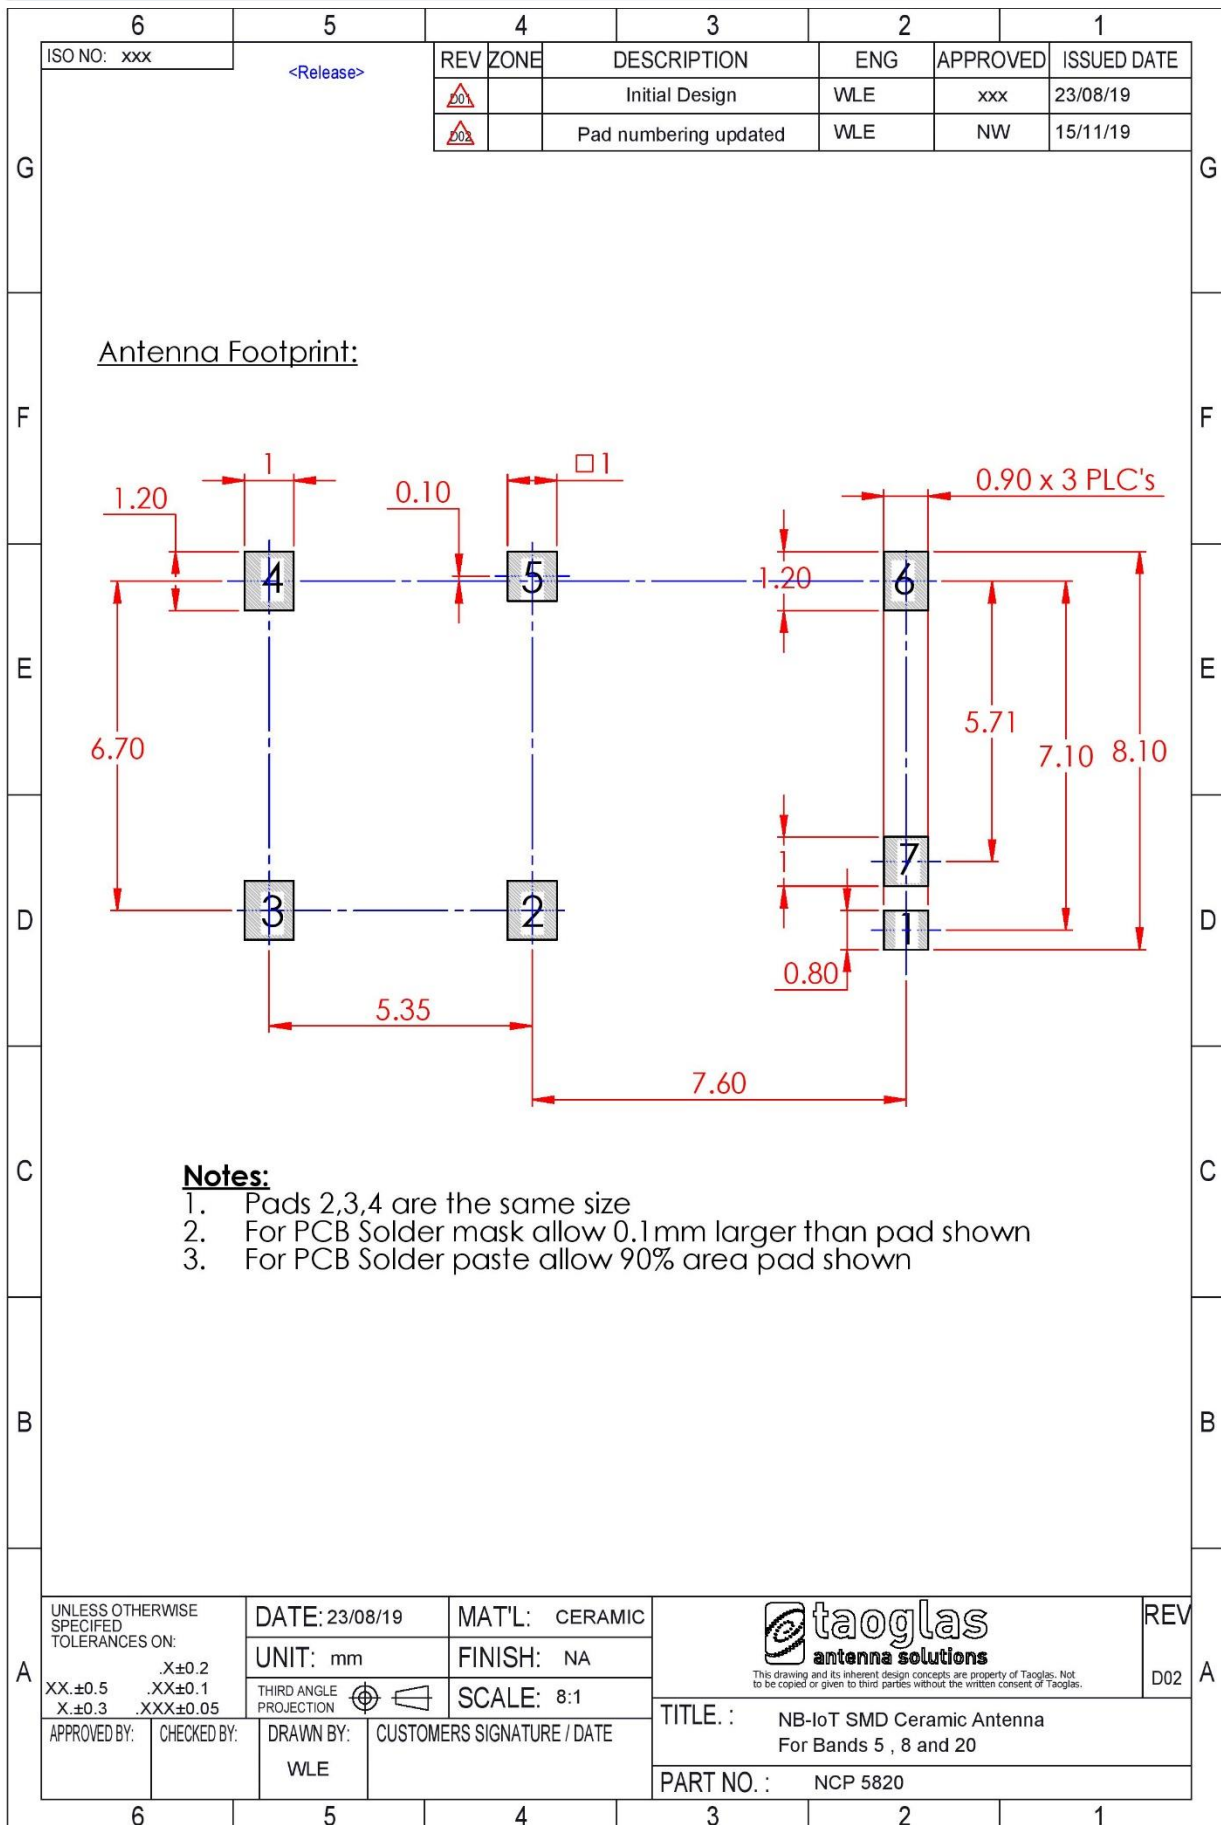 6 5 4 3 2 1
ISO NO: xxx
<Release>
REV ZONE DESCRIPTION ENG APPROVED ISSUED DATE
D01 Initial Design WLE xxx 23/08/19
D02 Pad numbering updated WLE NW 15/11/19
G G
Antenna Footprint:
F F
1 □1
1.20 0.10 0.90 x 3 PLC's
4 5 1.20 6
E E
6.70 5.71 7.10 8.10
1 7
D 3 2 1 D
0.80
5.35
7.60
C C
Notes:
1. Pads 2,3,4 are the same size
2. For PCB Solder mask allow 0.1mm larger than pad shown
3. For PCB Solder paste allow 90% area pad shown
B B
UNLESS OTHERWISE
SPECIFED
TOLERANCES ON:
.X±0.2
XX.±0.5 .XX±0.1
X.±0.3 .XXX±0.05
DATE: 23/08/19
UNIT: mm
THIRD ANGLE
PROJECTION
MAT'L: CERAMIC
FINISH: NA
SCALE: 8:1
taoglas
antenna solutions
This drawing and its inherent design concepts are property of Taoglas. Not
to be copied or given to third parties without the written consent of Taoglas.
REV
D02
A A
APPROVED BY: CHECKED BY: DRAWN BY: CUSTOMERS SIGNATURE / DATE
WLE
TITLE. : NB-IoT SMD Ceramic Antenna
For Bands 5 , 8 and 20
PART NO. : NCP 5820
6 5 4 3 2 1